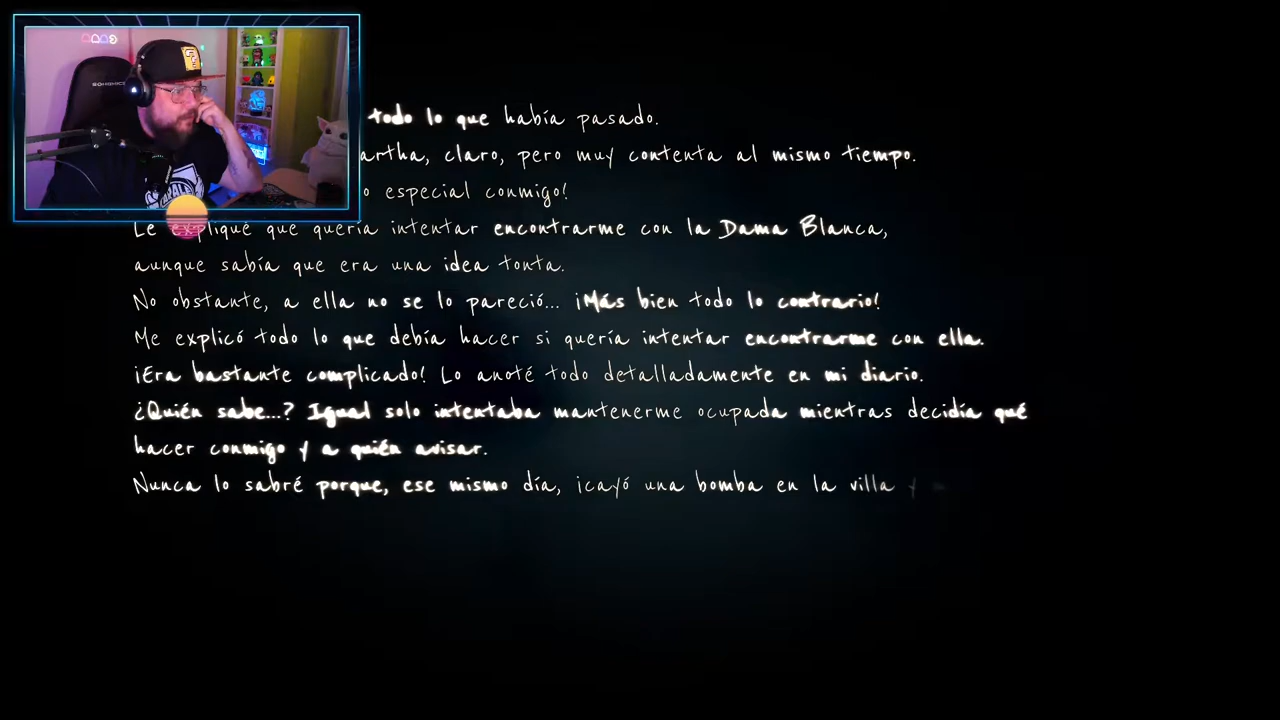 todo lo que había pasado.
artha, claro, pero muy contenta al mismo tiempo.
o especial conmigo!
Le expliqué que quería intentar encontrarme con la Dama Blanca,
aunque sabía que era una idea tonta.
No obstante, a ella no se lo pareció... ¡Más bien todo lo contrario!
Me explicó todo lo que debía hacer si quería intentar encontrarme con ella.
¡Era bastante complicado! Lo anoté todo detalladamente en mi diario.
¿Quién sabe...? Igual solo intentaba mantenerme ocupada mientras decidía qué
hacer conmigo y a quién avisar.
Nunca lo sabré porque, ese mismo día, ¡cayó una bomba en la villa y